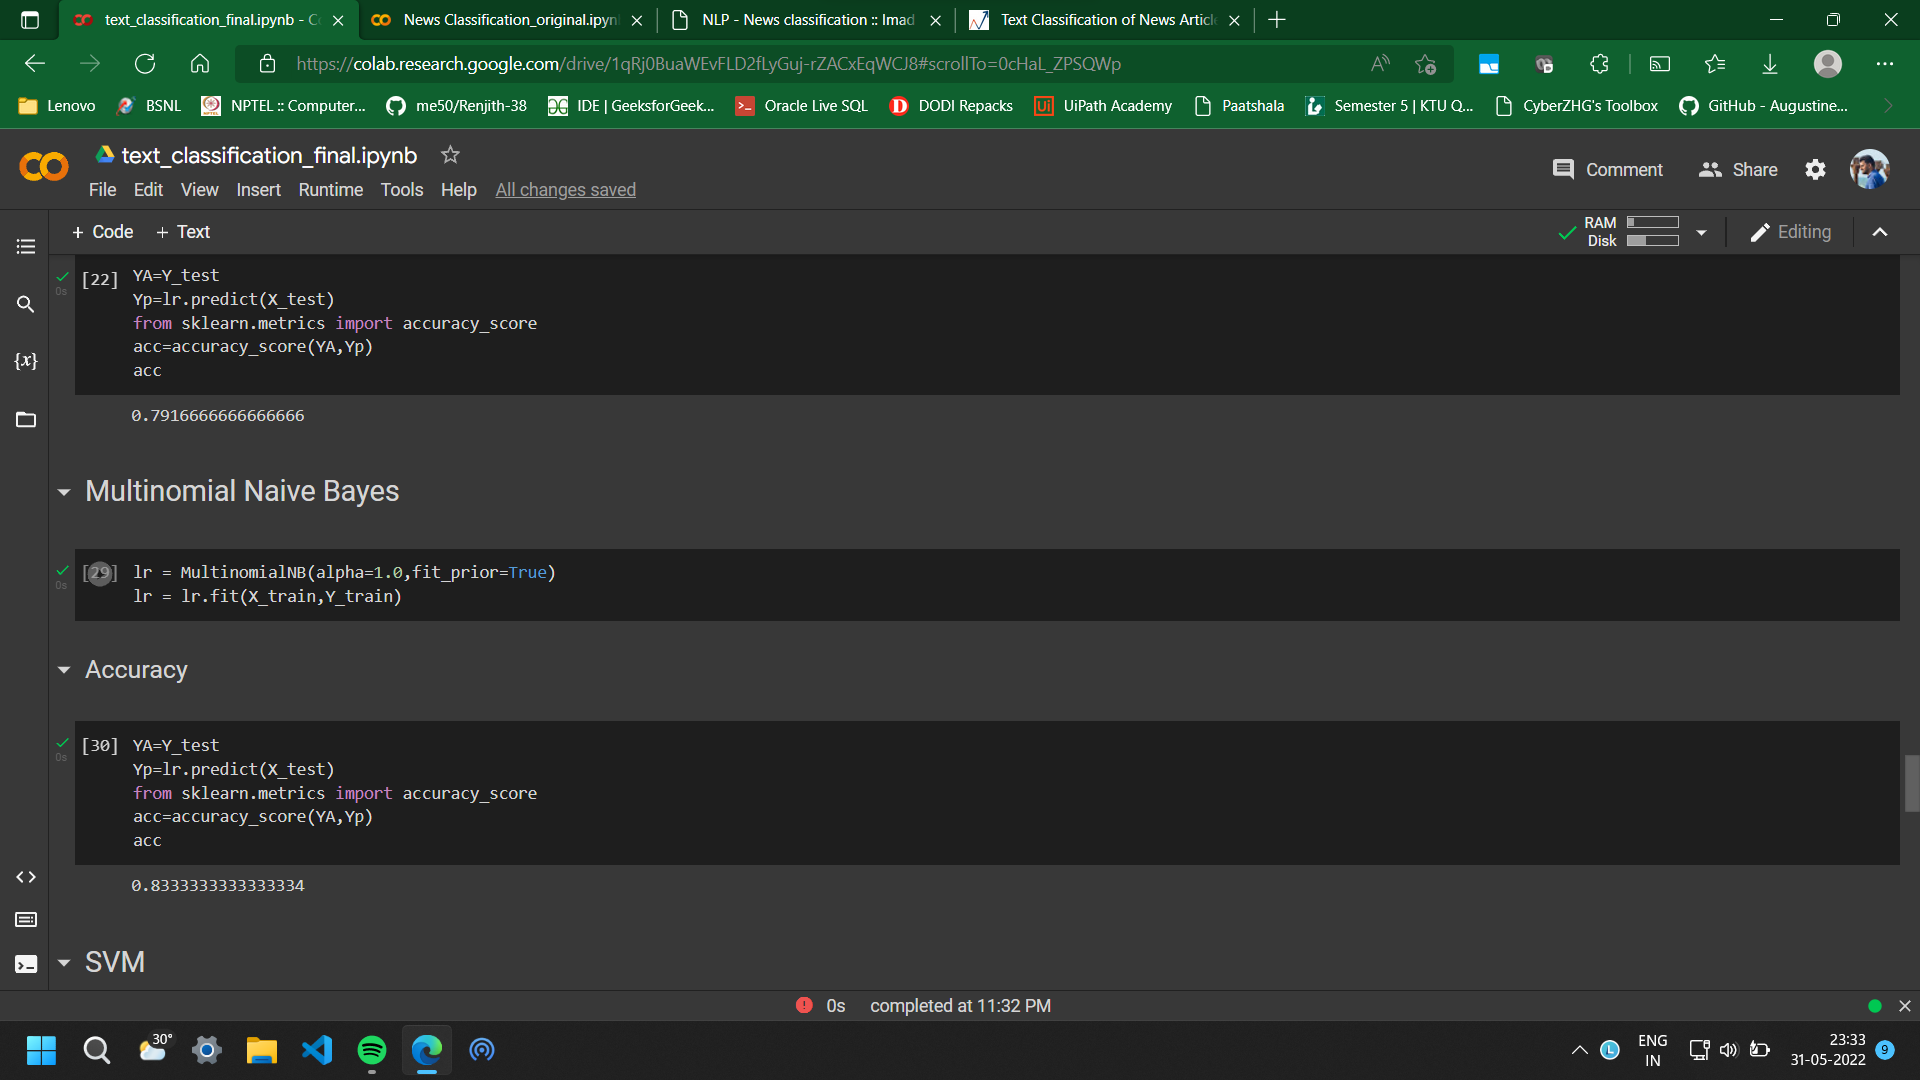 text_classification_final.ipynb - Co
News Classification_original.ipyn
NLP - News classification :: Imad
Text Classification of News Article
https://colab.research.google.com/drive/1qRj0BuaWEvFLD2fLyGuj-rZACxEqWCJ8#scrollTo=0cHaL_ZPSQWp
Lenovo
BSNL
NPTEL :: Computer...
me50/Renjith-38
IDE | GeeksforGeek...
Oracle Live SQL
DODI Repacks
UiPath Academy
Paatshala
Semester 5 | KTU Q...
CyberZHG's Toolbox
GitHub - Augustine...
text_classification_final.ipynb
Comment
Share
File Edit View Insert Runtime Tools Help All changes saved
+ Code + Text
RAM
Disk
Editing
[22] YA=Y_test
0s
Yp=lr.predict(X_test)
from sklearn.metrics import accuracy_score
acc=accuracy_score(YA,Yp)
acc
0.7916666666666666
Multinomial Naive Bayes
[29] lr = MultinomialNB(alpha=1.0,fit_prior=True)
0s
lr = lr.fit(X_train,Y_train)
Accuracy
[30] YA=Y_test
0s
Yp=lr.predict(X_test)
from sklearn.metrics import accuracy_score
acc=accuracy_score(YA,Yp)
acc
0.8333333333333334
SVM
0s completed at 11:32 PM
30°
ENG
IN
23:33
31-05-2022
9